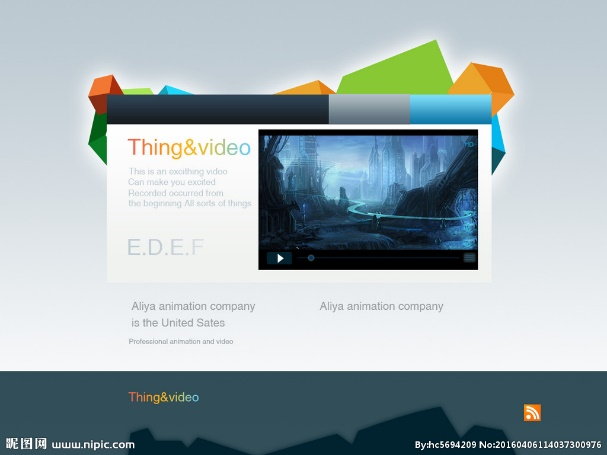 Thing&video
This is an excithing video
Can make you excited
Recorded occurred from
the beginning All sorts of things
E.D.E.F
Aliya animation company
is the United Sates
Professional animation and video
Aliya animation company
Thing&video
昵图网 www.nipic.com
By:hc5694209 No:20160406114037300976